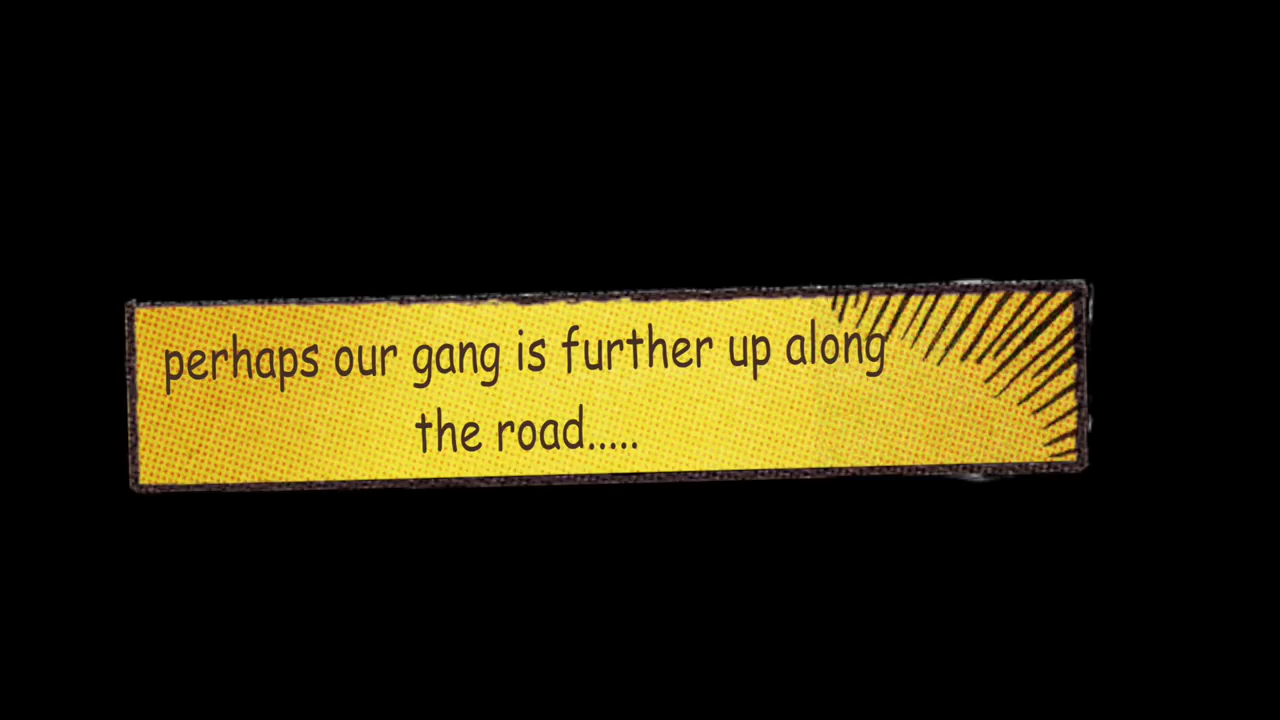 perhaps our gang is further up along
the road.....